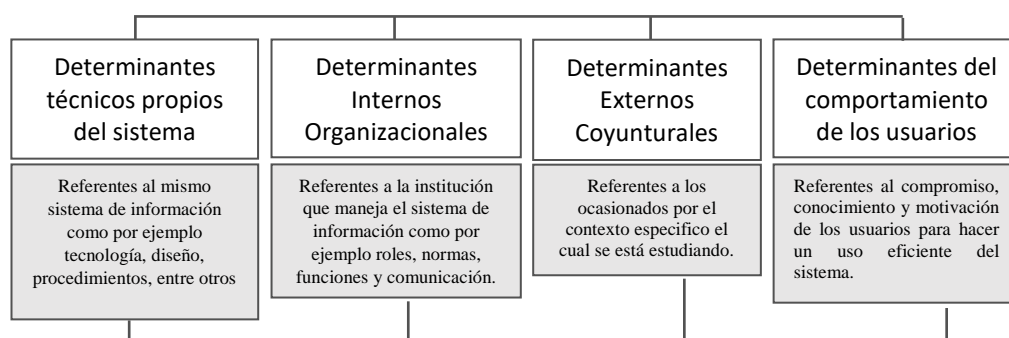 Determinantes
técnicos propios
del sistema
Referentes al mismo
sistema de información
como por ejemplo
tecnología, diseño,
procedimientos, entre otros
Determinantes
Internos
Organizacionales
Referentes a la institución
que maneja el sistema de
información como por
ejemplo roles, normas,
funciones y comunicación.
Determinantes
Externos
Coyunturales
Referentes a los
ocasionados por el
contexto especifico el
cual se está estudiando.
Determinantes del
comportamiento
de los usuarios
Referentes al compromiso,
conocimiento y motivación
de los usuarios para hacer
un uso eficiente del
sistema.